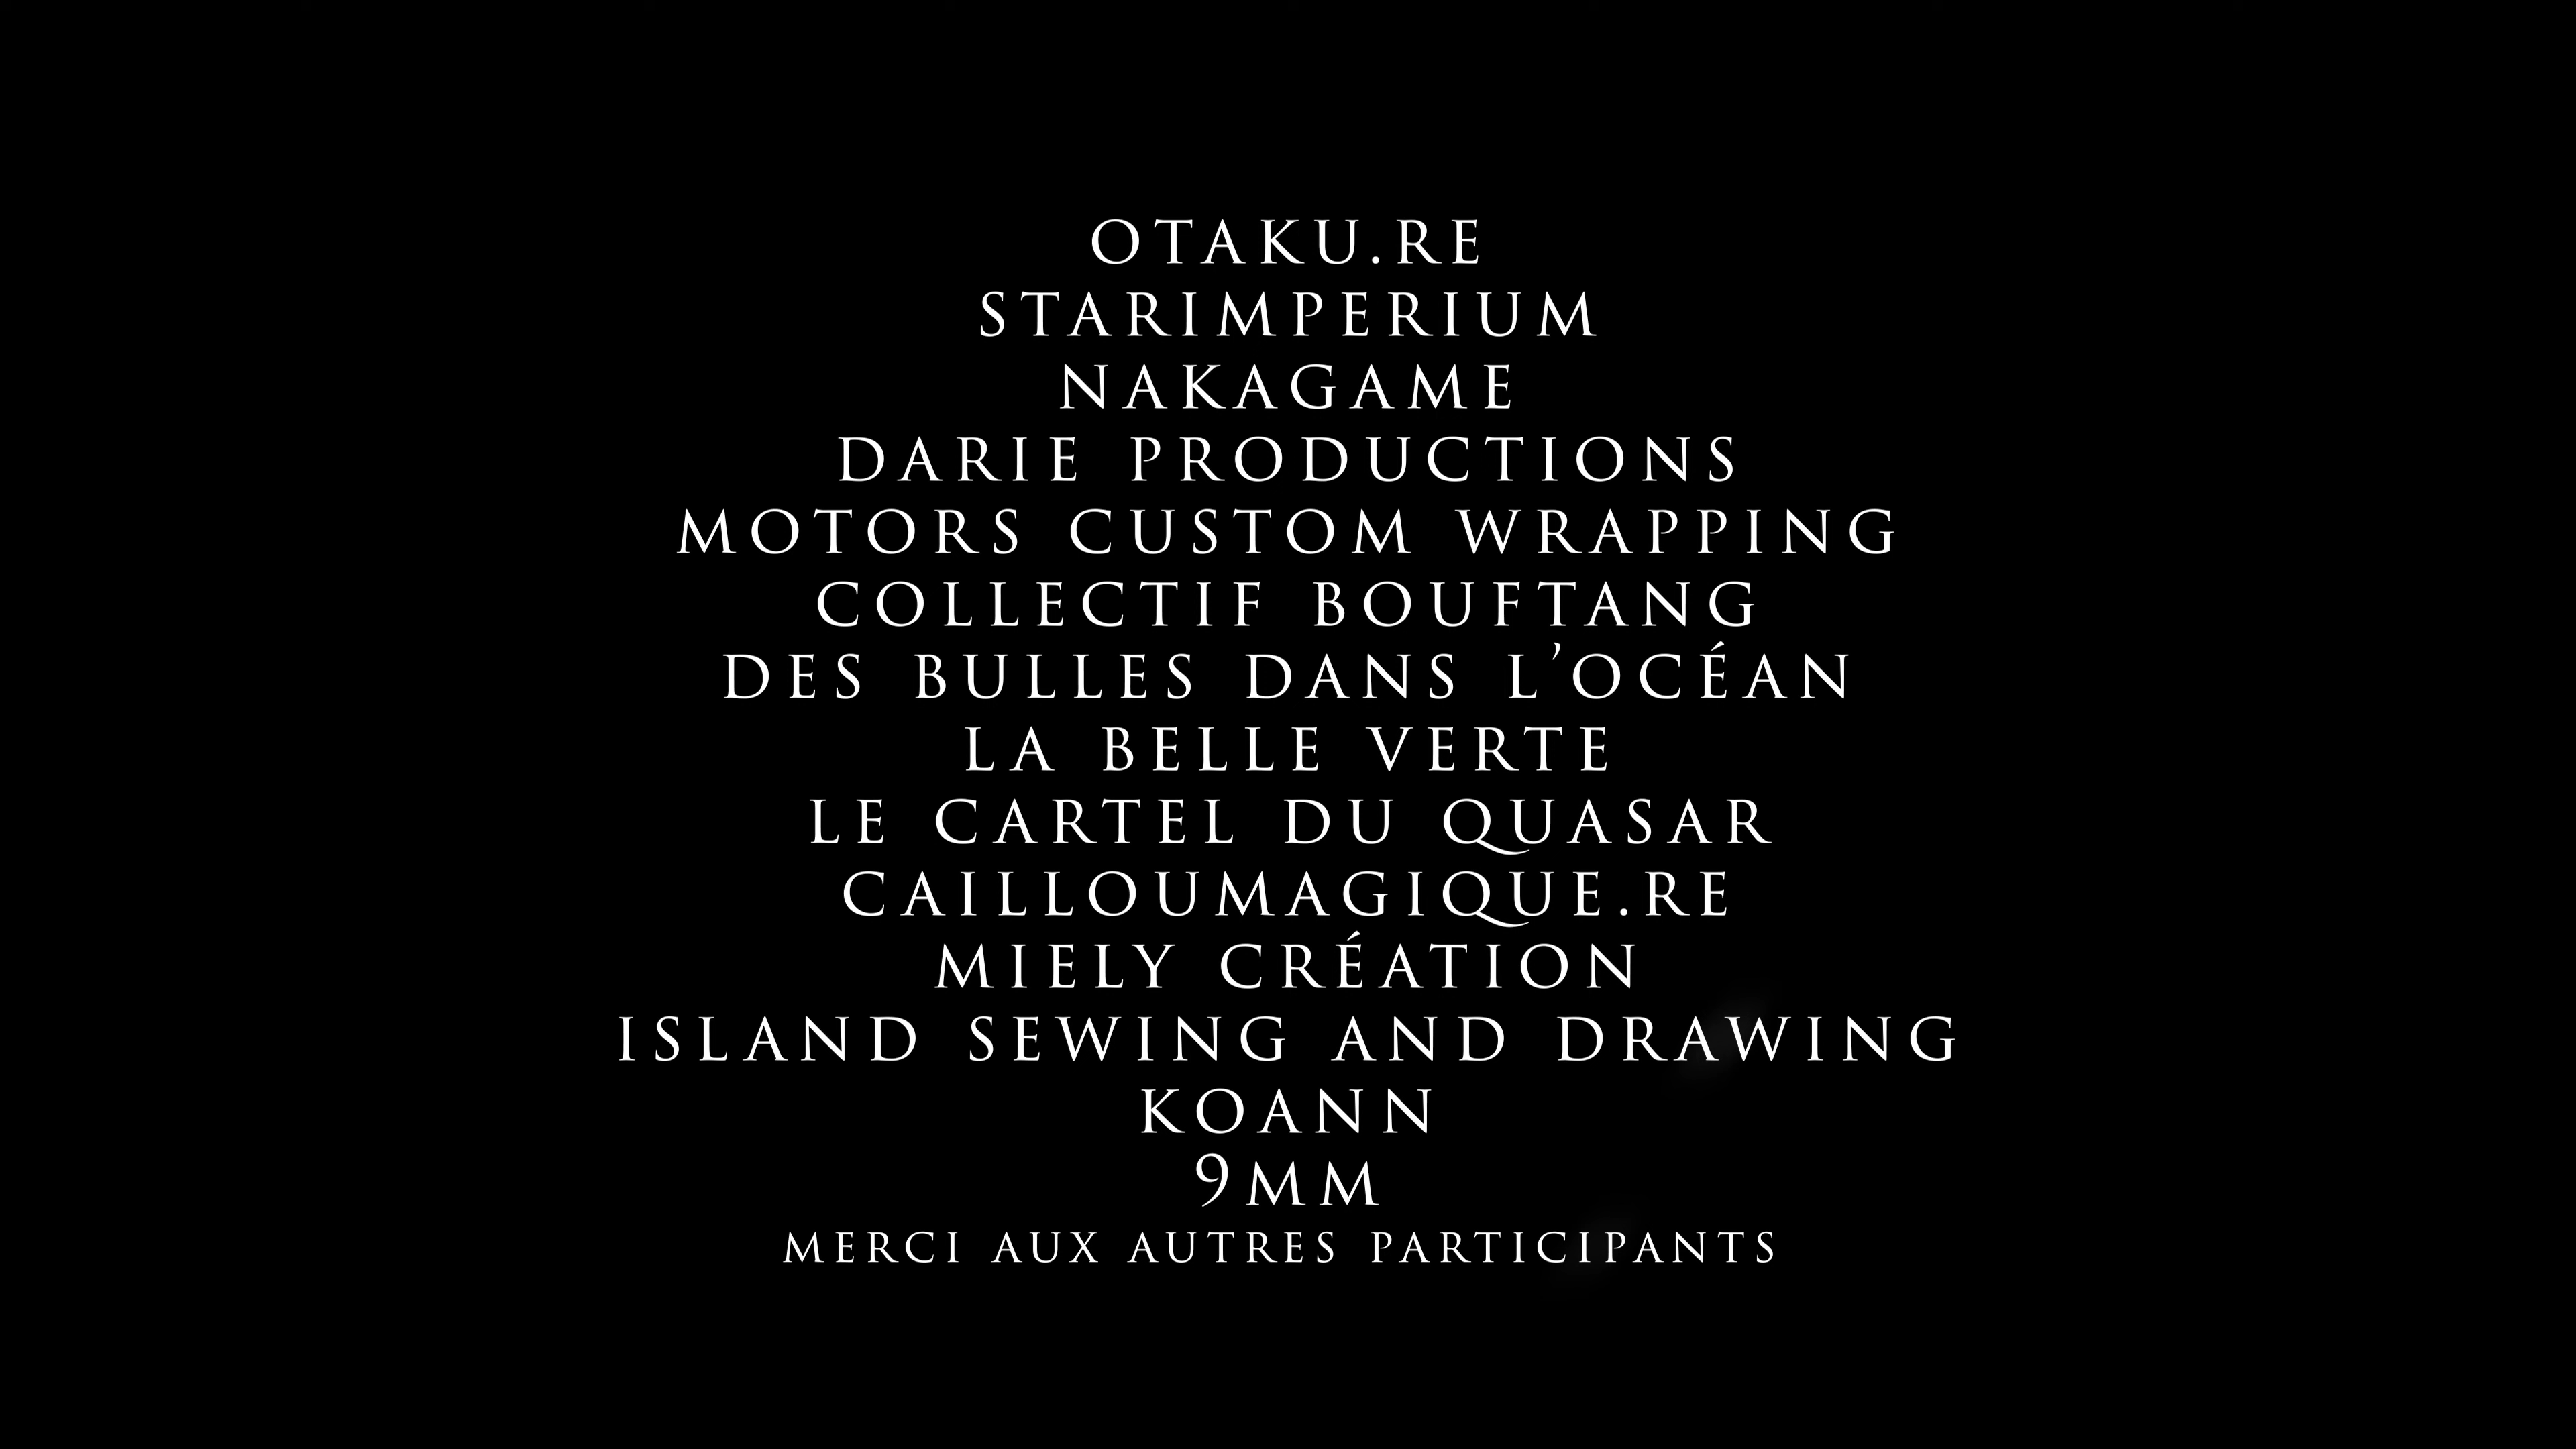 OTAKU.RE
STARIMPERIUM
NAKAGAME
DARIE PRODUCTIONS
MOTORS CUSTOM WRAPPING
COLLECTIF BOUFTANG
DES BULLES DANS L’OCÉAN
LA BELLE VERTE
LE CARTEL DU QUASAR
CAILLOUMAGIQUE.RE
MIELY CRÉATION
ISLAND SEWING AND DRAWING
KOANN
9MM
MERCI AUX AUTRES PARTICIPANTS